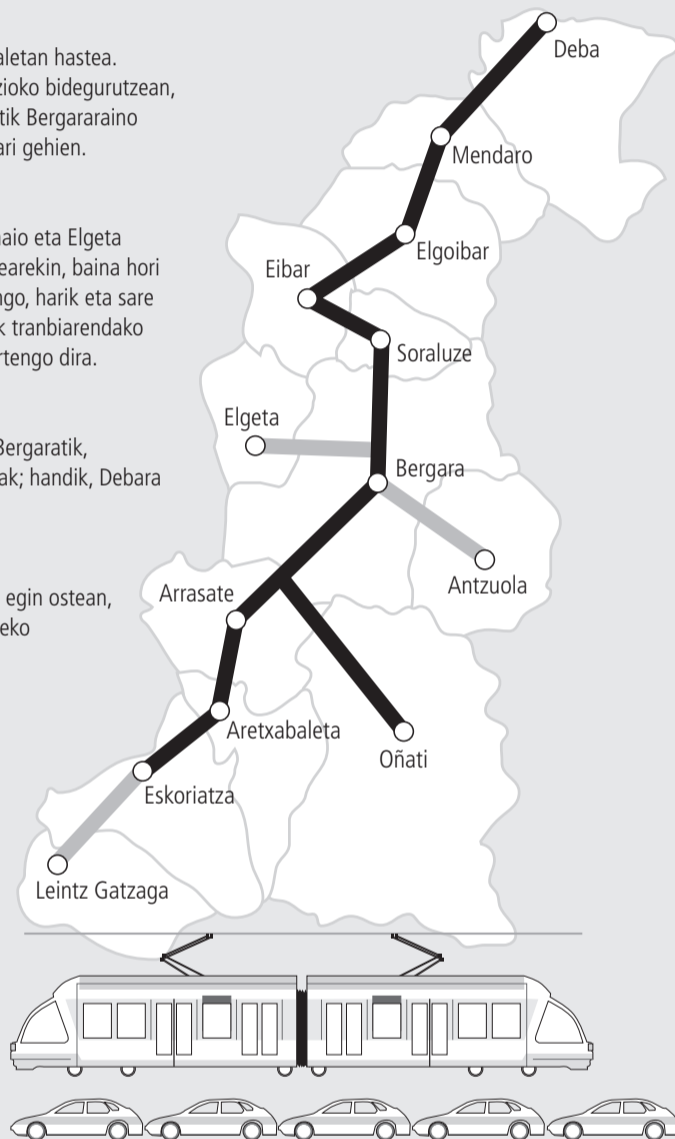 aletan hastea.
zioko bidegurutzean,
tik Bergararaino
ari gehien.
naio eta Elgeta
earekin, baina hori
ngo, harik eta sare
k tranbiarendako
rtengo dira.
Bergaratik,
ak; handik, Debara
egin ostean,
eko
Deba
Mendaro
Elgoibar
Eibar
Soraluze
Elgeta
Bergara
Antzuola
Arrasate
Aretxabaleta
Oñati
Eskoriatza
Leintz Gatzaga